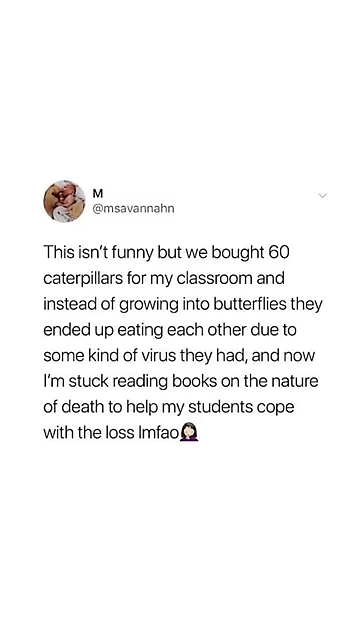 M
@msavannahn
This isn’t funny but we bought 60
caterpillars for my classroom and
instead of growing into butterflies they
ended up eating each other due to
some kind of virus they had, and now
I’m stuck reading books on the nature
of death to help my students cope
with the loss lmfao🤦🏻‍♀️